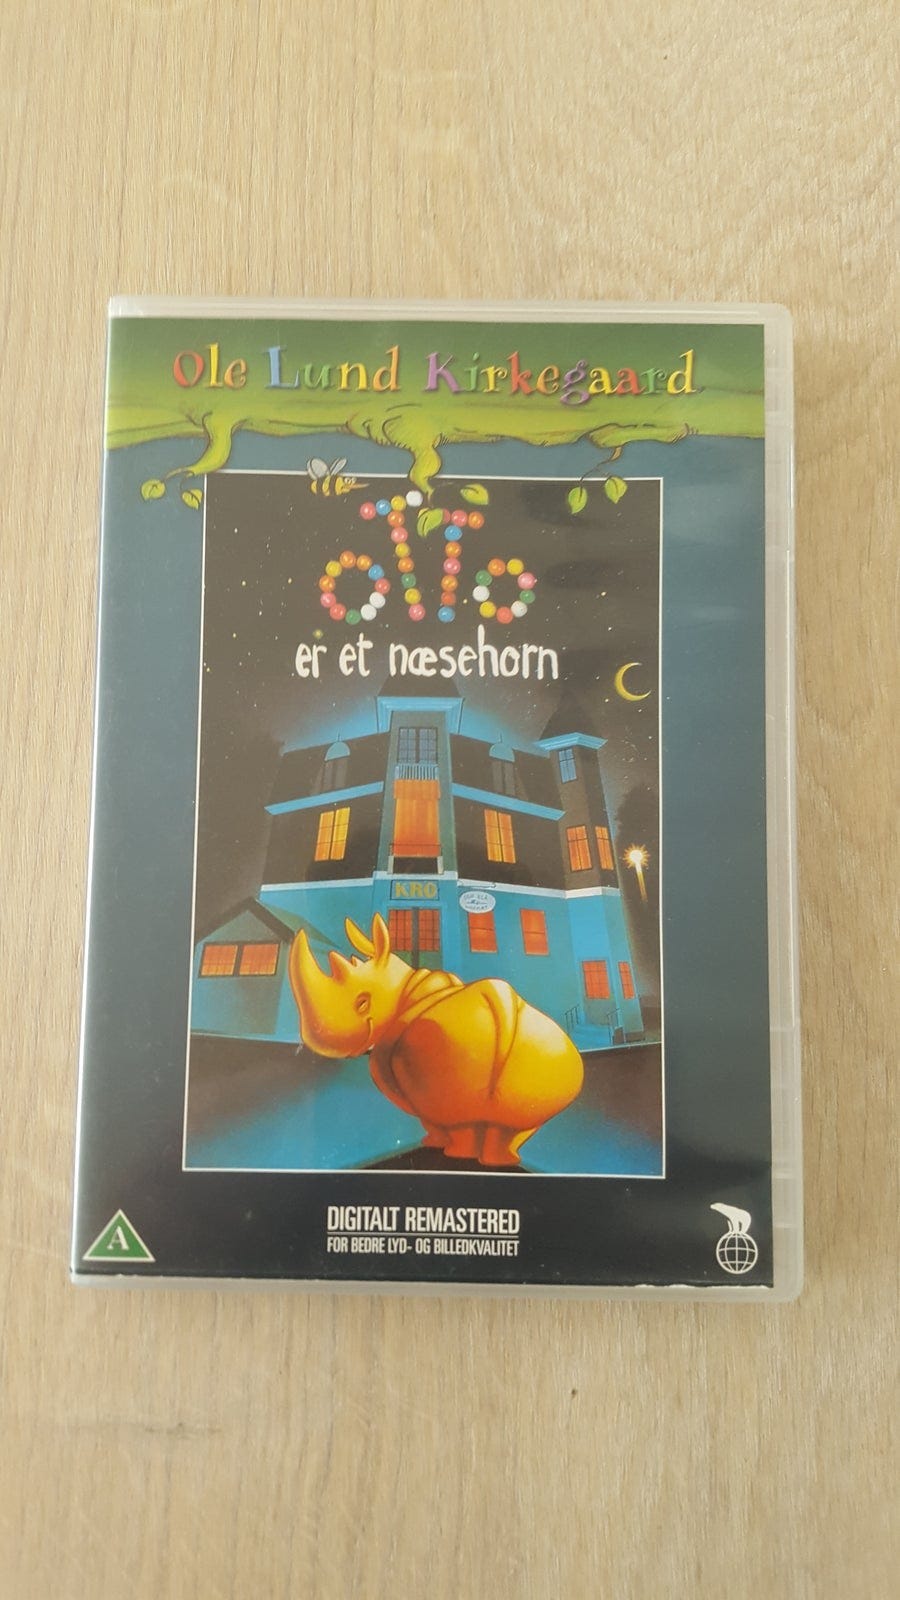 Ole Lund Kirkegaard
OTTO
er et næsehorn
KRO
DIGITALT REMASTERED
FOR BEDRE LYD- OG BILLEDKVALITET
A